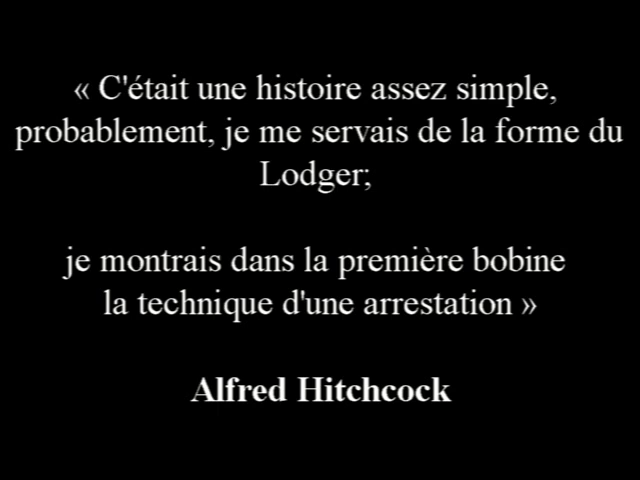 « C'était une histoire assez simple,
probablement, je me servais de la forme du
Lodger;
je montrais dans la première bobine
la technique d'une arrestation »
Alfred Hitchcock